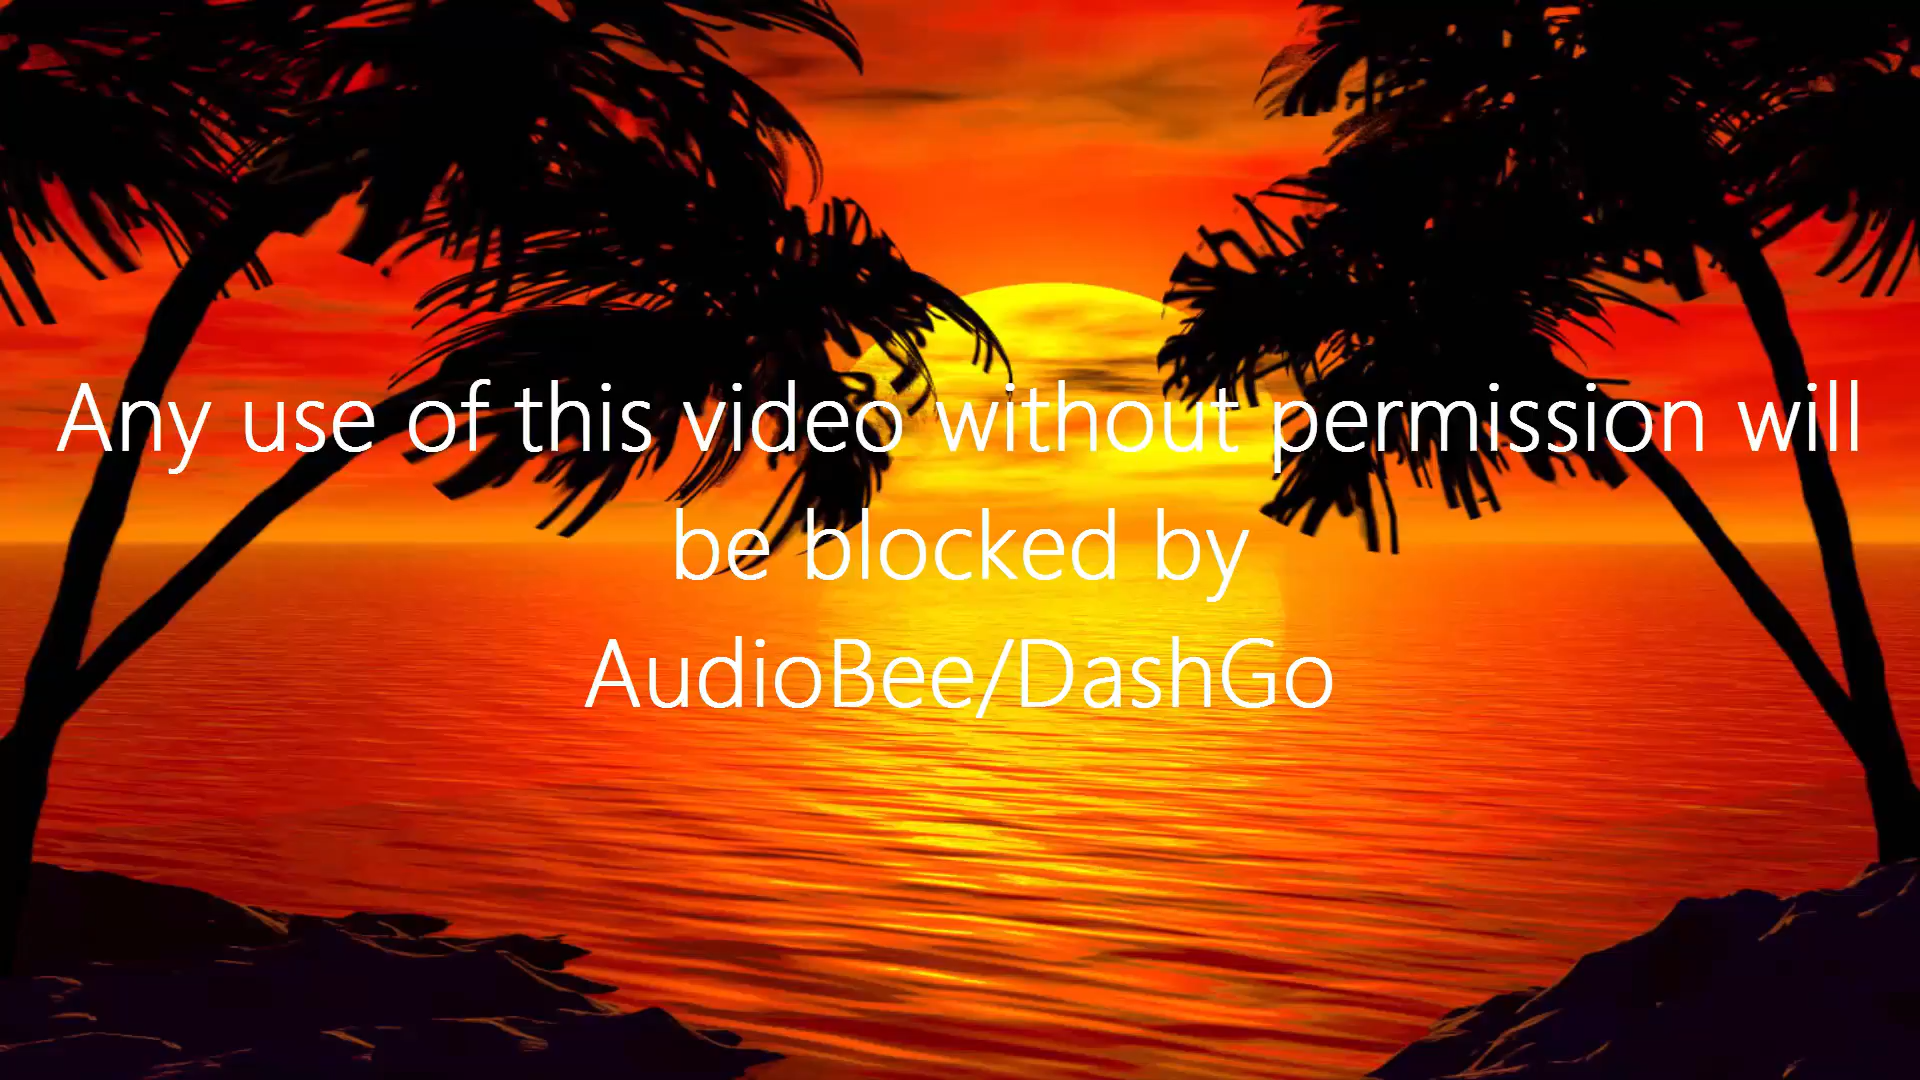 Any use of this video without permission will
be blocked by
AudioBee/DashGo